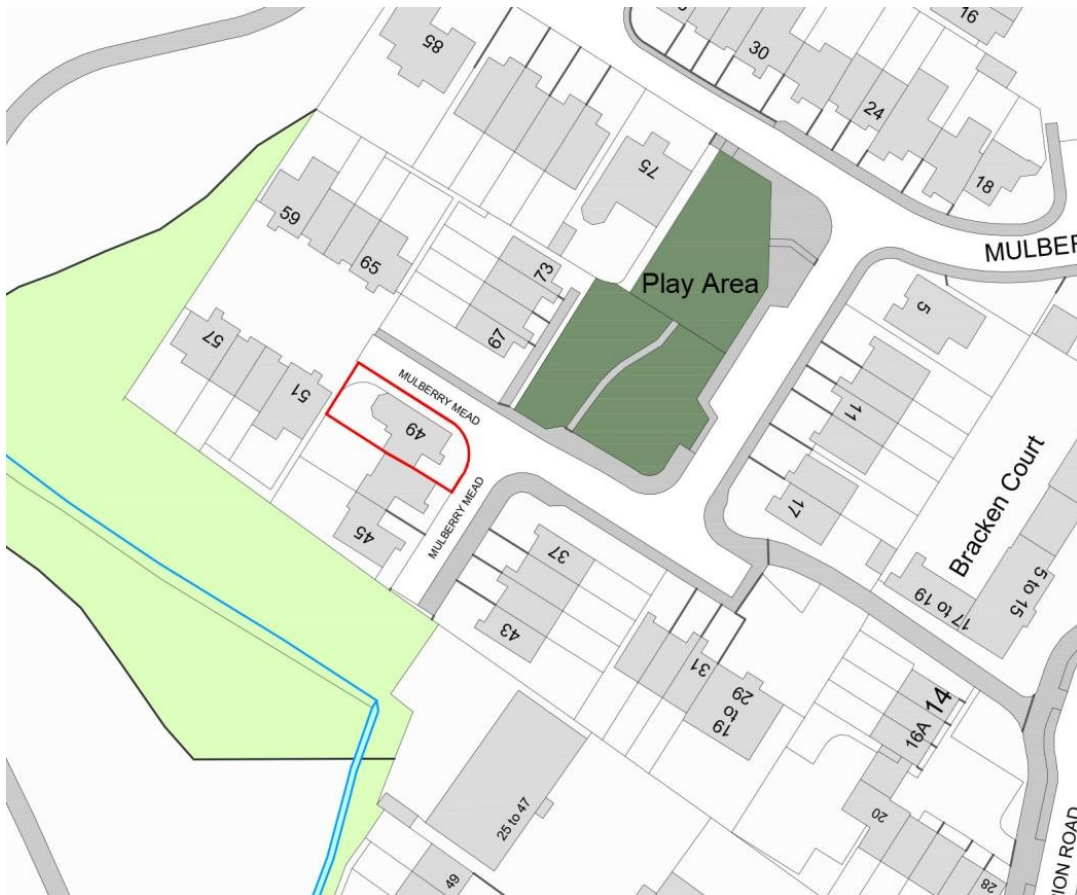 85
30
16
24
18
75
MULBER
59
65
73
67
Play Area
5
57
51
MULBERRY MEAD
49
11
45
MULBERRY MEAD
17
Bracken Court
37
43
31
19
to
29
17 to 19
5 to 15
14
16A
20
28
25 to 47
49
ION ROAD